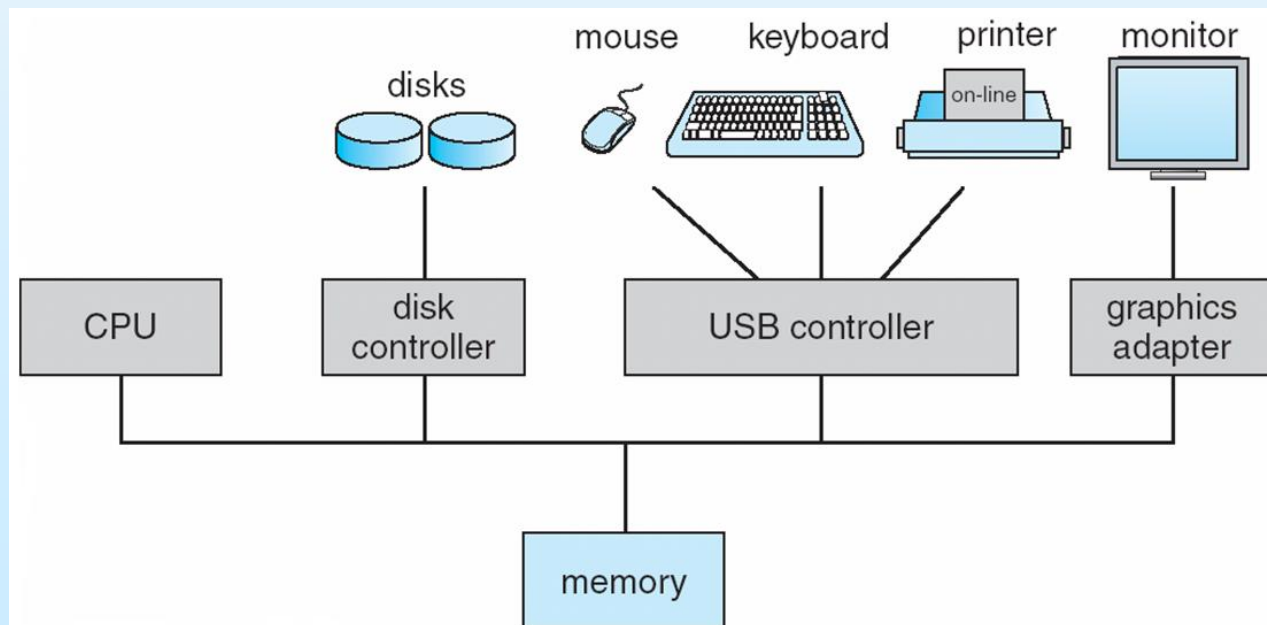 mouse
keyboard
printer
monitor
disks
on-line
CPU
disk
controller
USB controller
graphics
adapter
memory